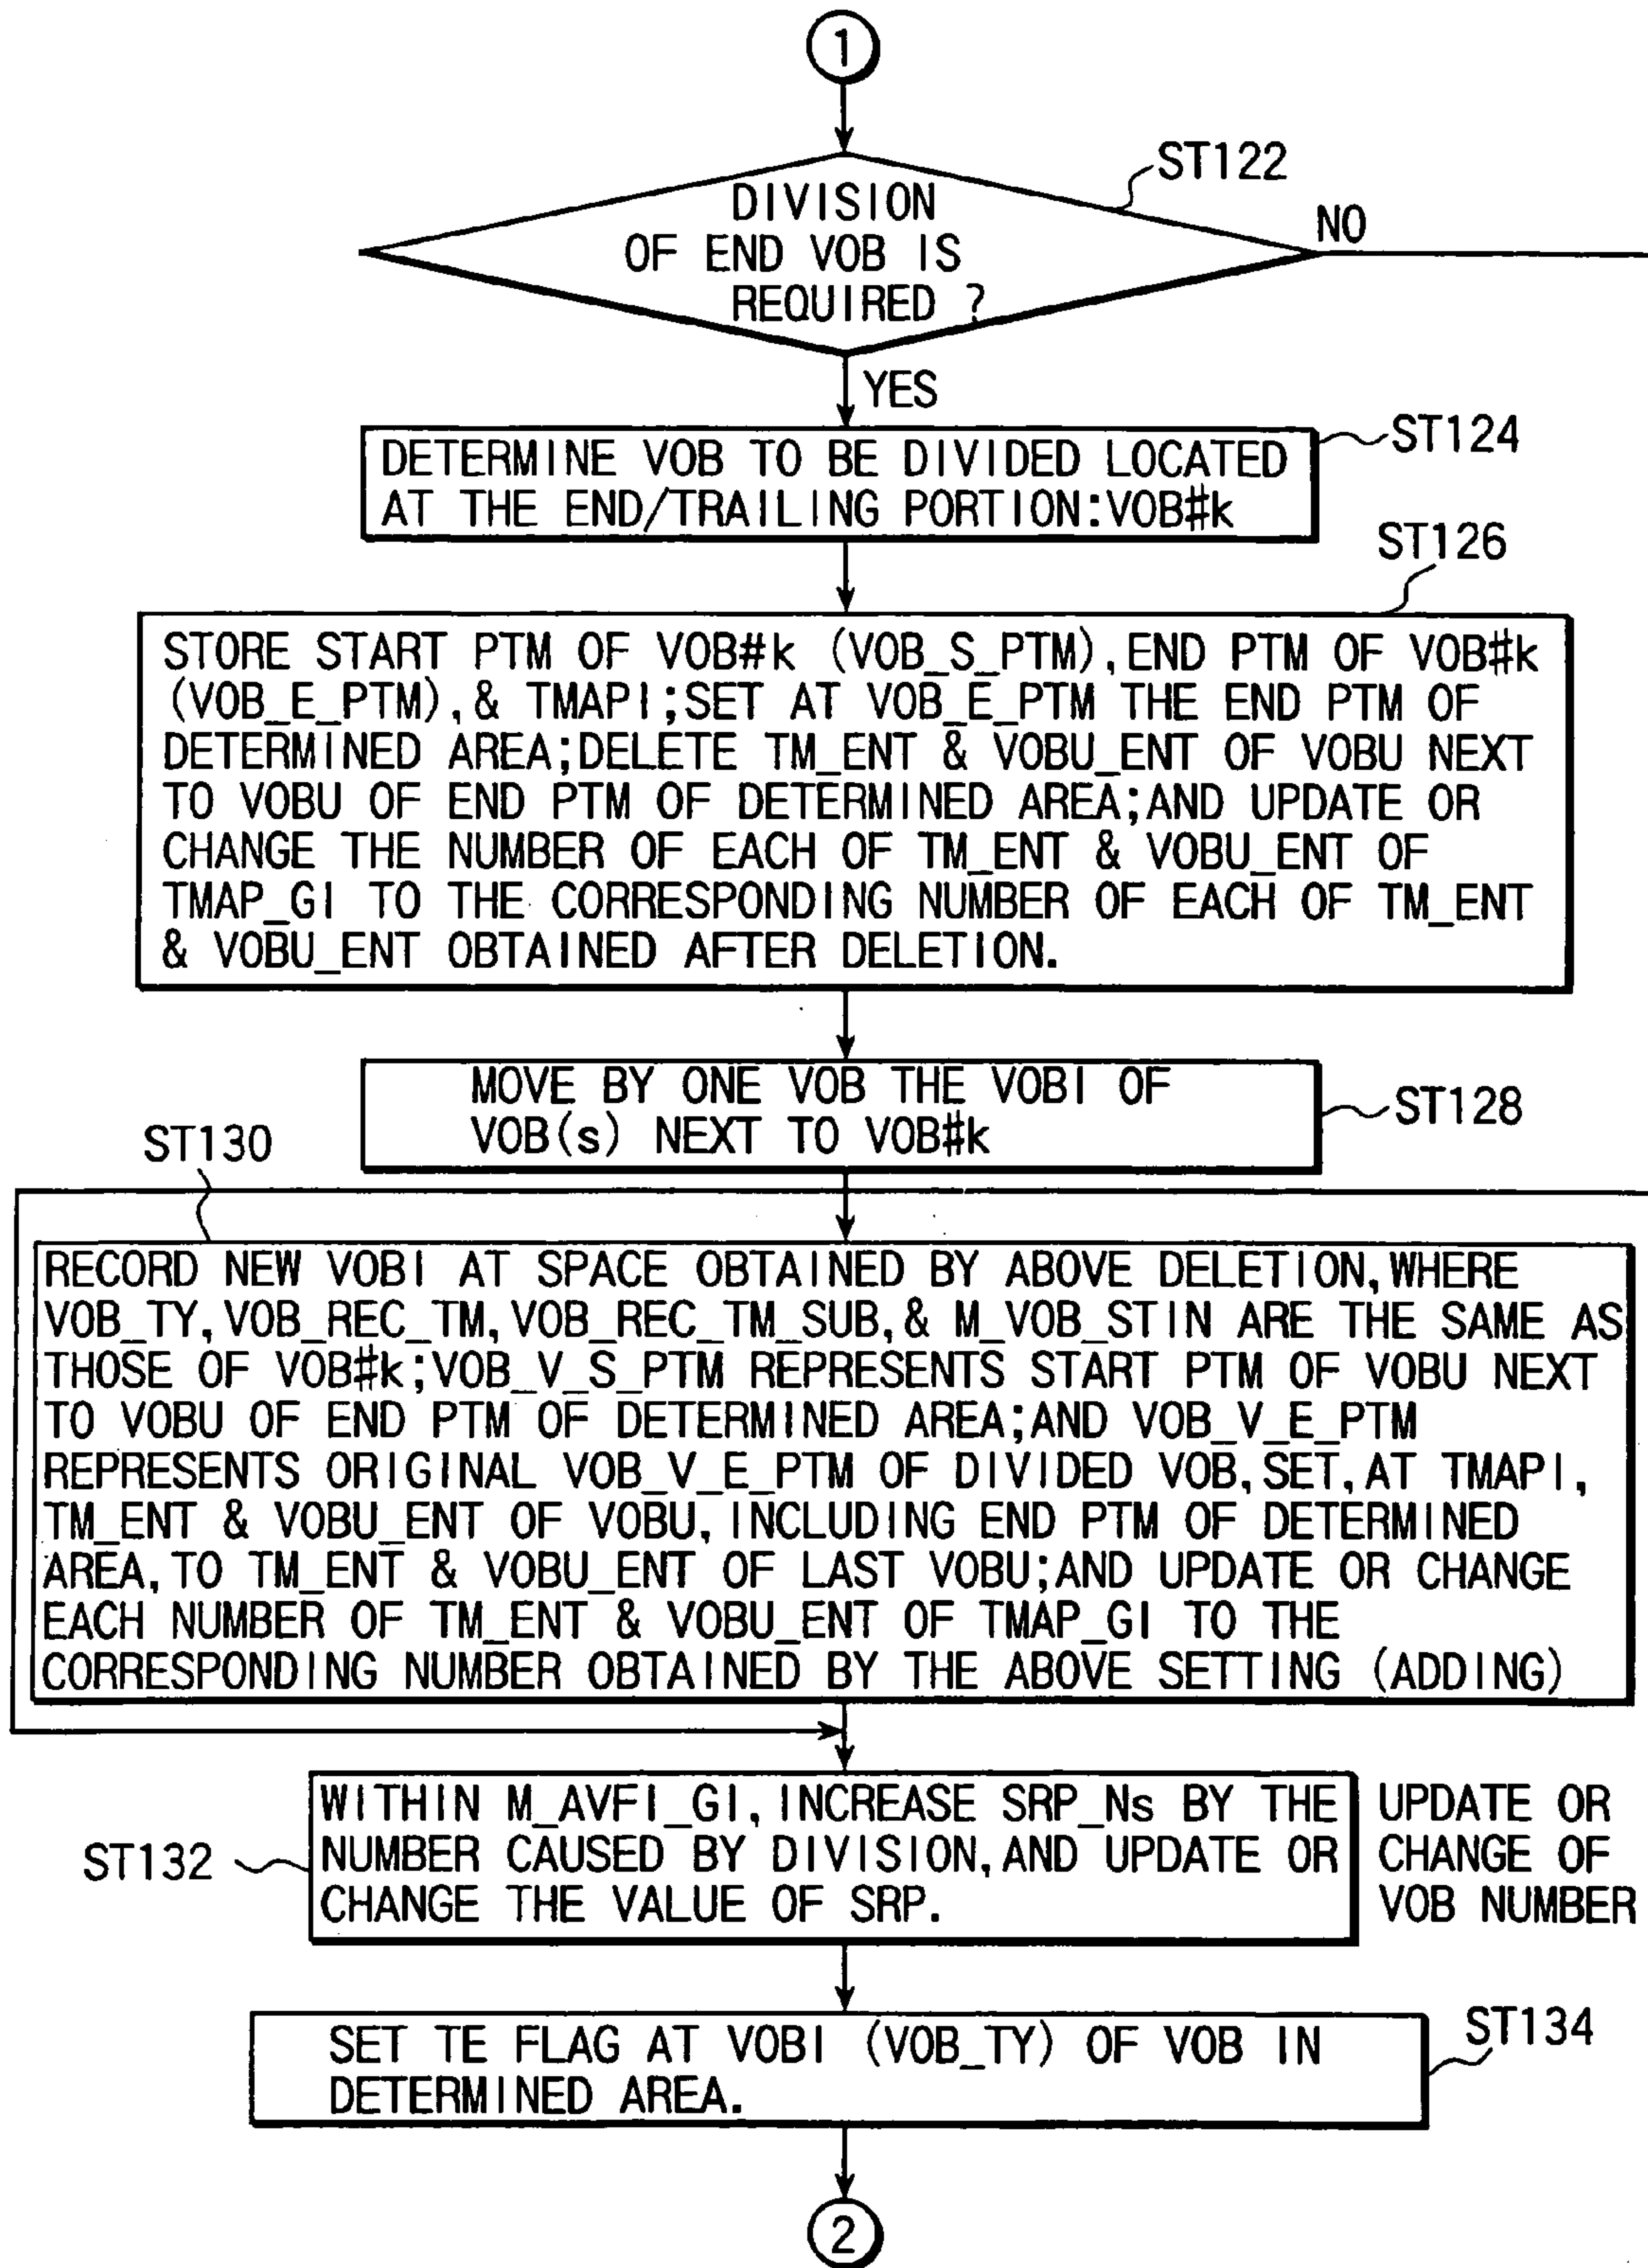 1
ST122
DIVISION
OF END VOB IS
REQUIRED ?
NO
YES
ST124
DETERMINE VOB TO BE DIVIDED LOCATED
AT THE END/TRAILING PORTION:VOB#k
ST126
STORE START PTM OF VOB#k (VOB_S_PTM),END PTM OF VOB#k
(VOB_E_PTM),& TMAPI;SET AT VOB_E_PTM THE END PTM OF
DETERMINED AREA;DELETE TM_ENT & VOBU_ENT OF VOBU NEXT
TO VOBU OF END PTM OF DETERMINED AREA;AND UPDATE OR
CHANGE THE NUMBER OF EACH OF TM_ENT & VOBU_ENT OF
TMAP_GI TO THE CORRESPONDING NUMBER OF EACH OF TM_ENT
& VOBU_ENT OBTAINED AFTER DELETION.
MOVE BY ONE VOB THE VOBI OF
VOB(s) NEXT TO VOB#k
ST128
ST130
RECORD NEW VOBI AT SPACE OBTAINED BY ABOVE DELETION,WHERE
VOB_TY,VOB_REC_TM,VOB_REC_TM_SUB,& M_VOB_STIN ARE THE SAME AS
THOSE OF VOB#k;VOB_V_S_PTM REPRESENTS START PTM OF VOBU NEXT
TO VOBU OF END PTM OF DETERMINED AREA;AND VOB_V_E_PTM
REPRESENTS ORIGINAL VOB_V_E_PTM OF DIVIDED VOB,SET,AT TMAPI,
TM_ENT & VOBU_ENT OF VOBU,INCLUDING END PTM OF DETERMINED
AREA,TO TM_ENT & VOBU_ENT OF LAST VOBU;AND UPDATE OR CHANGE
EACH NUMBER OF TM_ENT & VOBU_ENT OF TMAP_GI TO THE
CORRESPONDING NUMBER OBTAINED BY THE ABOVE SETTING (ADDING)
WITHIN M_AVFI_GI,INCREASE SRP_Ns BY THE
NUMBER CAUSED BY DIVISION,AND UPDATE OR
CHANGE THE VALUE OF SRP.
ST132
UPDATE OR
CHANGE OF
VOB NUMBER
SET TE FLAG AT VOBI (VOB_TY) OF VOB IN
DETERMINED AREA.
ST134
2